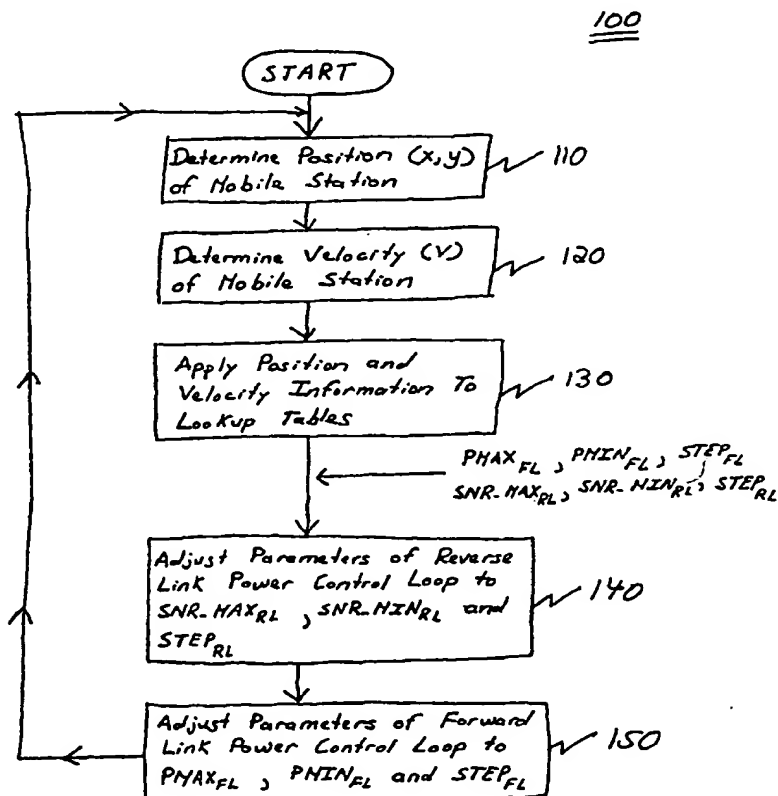 100
START
Determine Position (x,y)
of Mobile Station
110
Determine Velocity (V)
of Mobile Station
120
Apply Position and
Velocity Information To
Lookup Tables
130
PMAX_FL, PMIN_FL, STEP_FL
SNR-MAX_RL, SNR-MIN_RL, STEP_RL
Adjust Parameters of Reverse
Link Power Control Loop to
SNR-MAX_RL, SNR-MIN_RL and
STEP_RL
140
Adjust Parameters of Forward
Link Power Control Loop to
PMAX_FL, PMIN_FL and STEP_FL
150